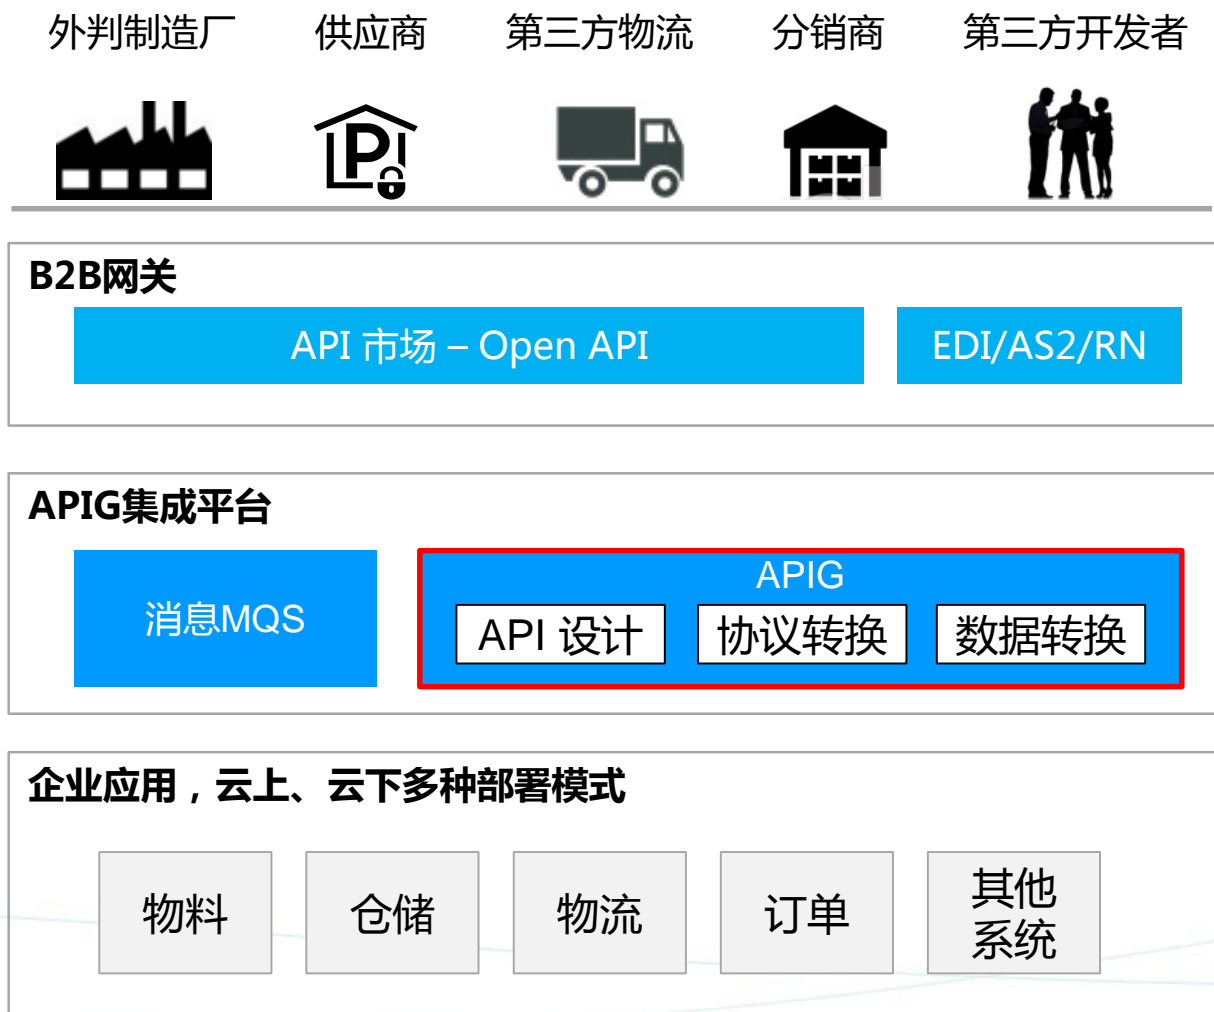 外判制造厂 供应商 第三方物流 分销商 第三方开发者
B2B网关
API 市场 – Open API EDI/AS2/RN
APIG集成平台
消息MQS
APIG
API 设计 协议转换 数据转换
企业应用，云上、云下多种部署模式
物料 仓储 物流 订单 其他
系统